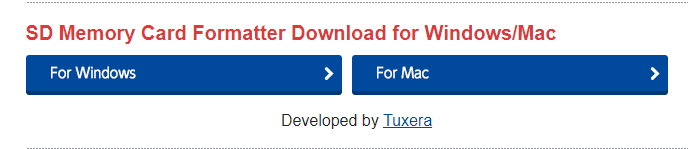 SD Memory Card Formatter Download for Windows/Mac
For Windows
For Mac
Developed by Tuxera